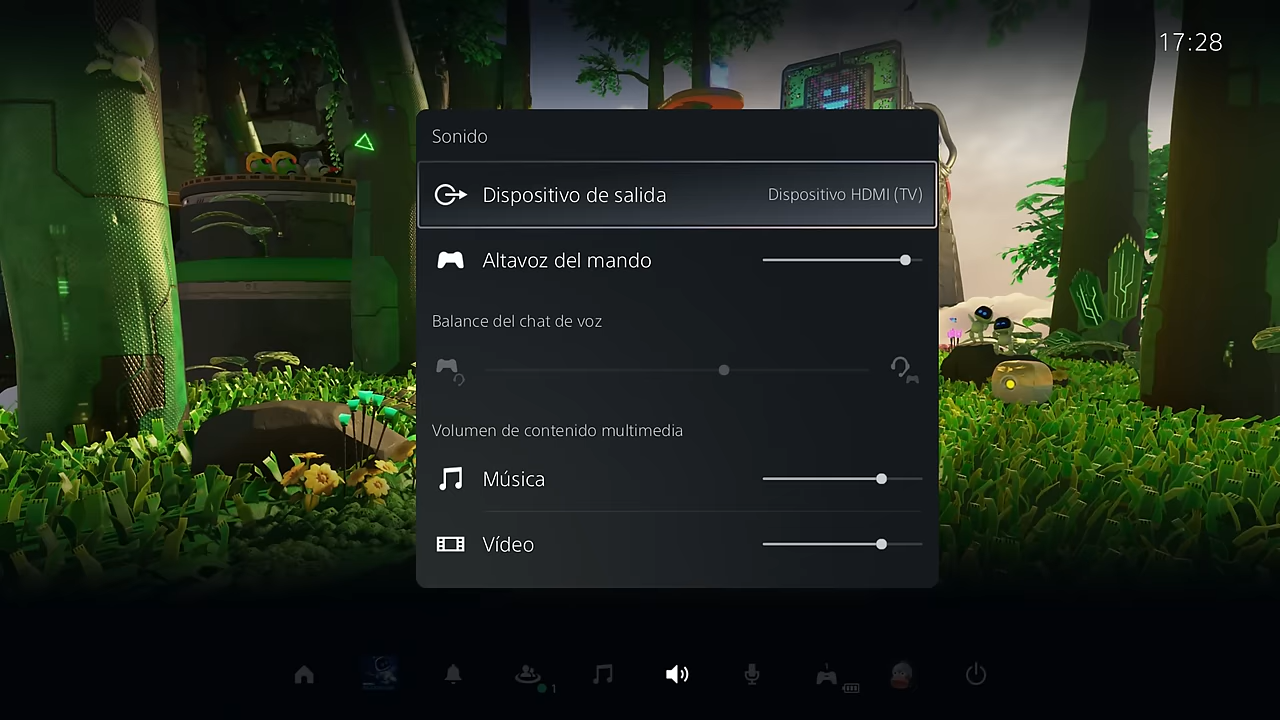 17:28
Sonido
Dispositivo de salida Dispositivo HDMI (TV)
Altavoz del mando
Balance del chat de voz
Volumen de contenido multimedia
Música
Vídeo
1